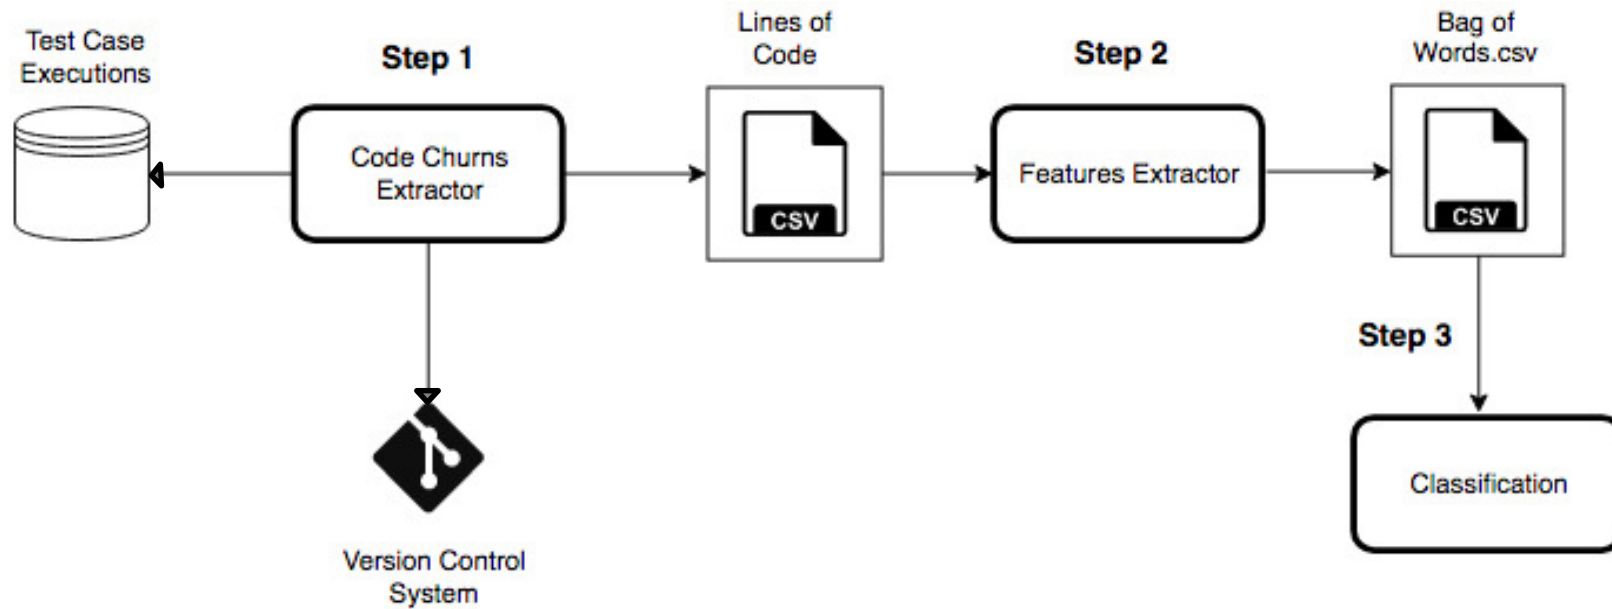 Test Case
Executions
Step 1
Code Churns
Extractor
Lines of
Code
CSV
Step 2
Features Extractor
Bag of
Words.csv
CSV
Step 3
Classification
Version Control
System